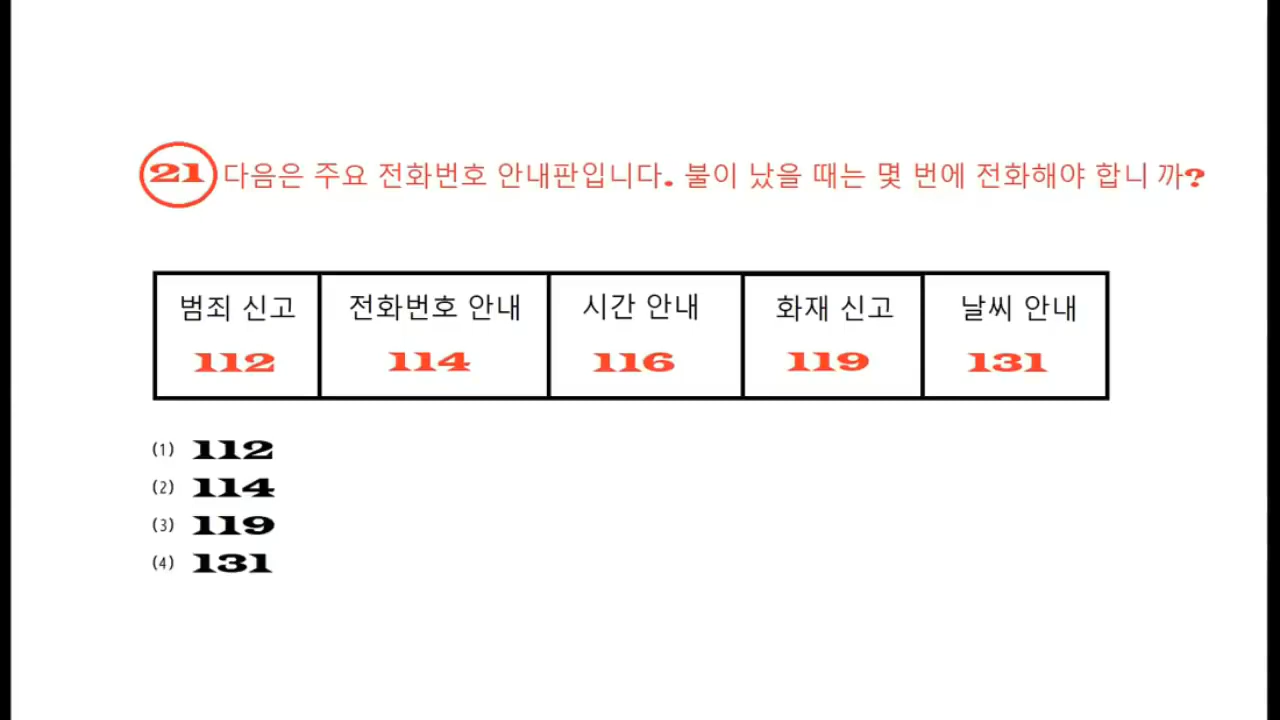 21 다음은 주요 전화번호 안내판입니다. 불이 났을 때는 몇 번에 전화해야 합니 까?
범죄 신고 전화번호 안내 시간 안내 화재 신고 날씨 안내
112 114 116 119 131
(1) 112
(2) 114
(3) 119
(4) 131